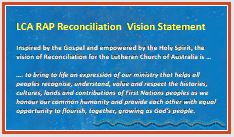 LCA RAP Reconciliation Vision Statement
Inspired by the Gospel and empowered by the Holy Spirit, the
vision of Reconciliation for the Lutheran Church of Australia is ...
.... to bring to life an expression of our ministry that helps all
peoples recognise, understand, value and respect the histories,
cultures, lands and contributions of First Nations peoples as we
honour our common humanity and provide each other with equal
opportunity to flourish, together, growing as God's people.